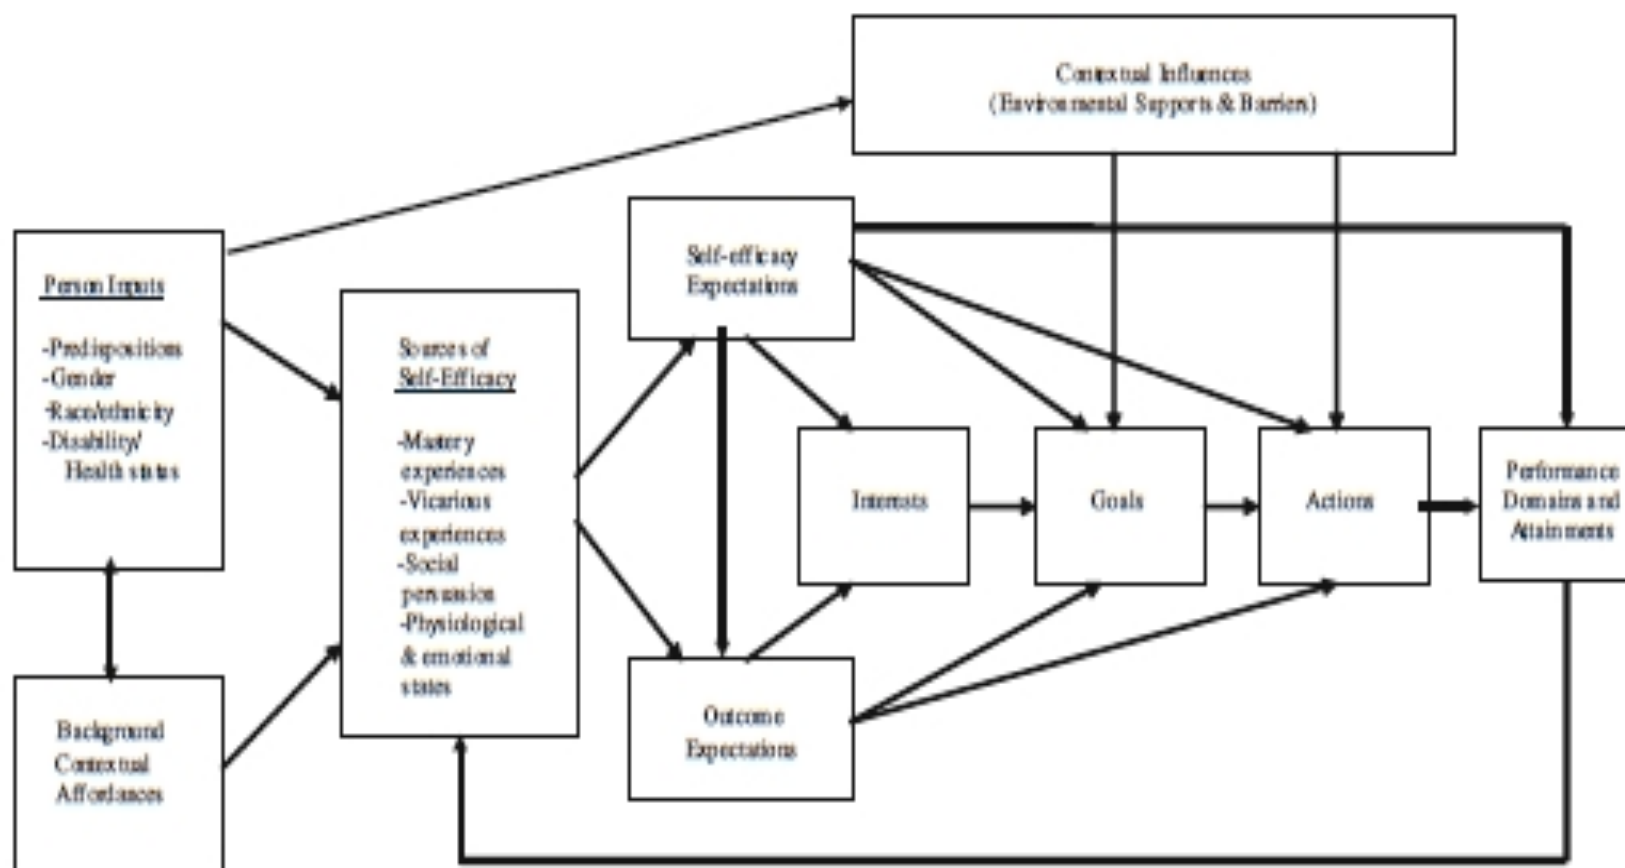 Contextual Influences
(Environmental Supports & Barriers)
Person Inputs
-Predispositions
-Gender
-Race/ethnicity
-Disability/
Health status
Background
Contextual
Affordances
Sources of
Self-Efficacy
-Mastery
experiences
-Vicarious
experiences
-Social
persuasion
-Physiological
& emotional
states
Self-efficacy
Expectations
Outcome
Expectations
Interests
Goals
Actions
Performance
Domains and
Attainments